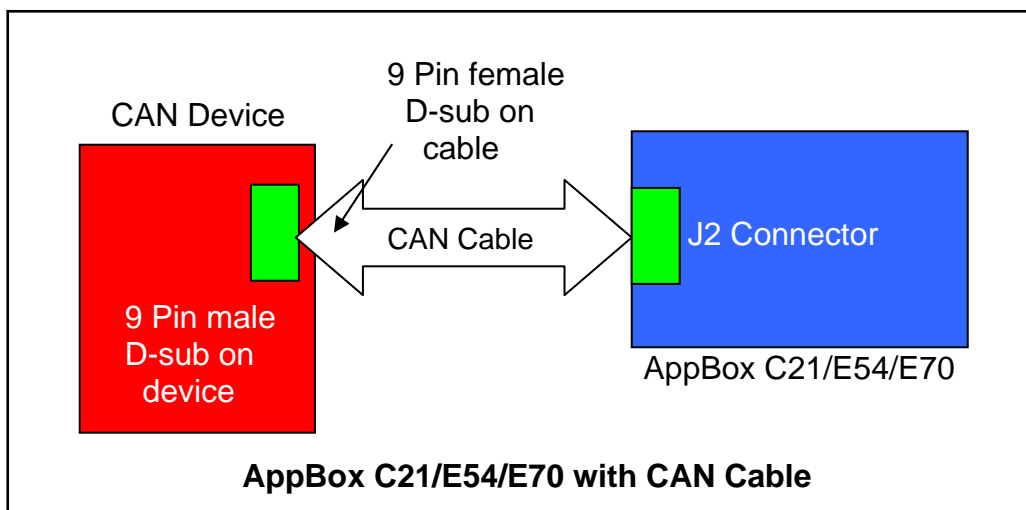 9 Pin female
D-sub on
cable
CAN Device
CAN Cable
J2 Connector
9 Pin male
D-sub on
device
AppBox C21/E54/E70
AppBox C21/E54/E70 with CAN Cable